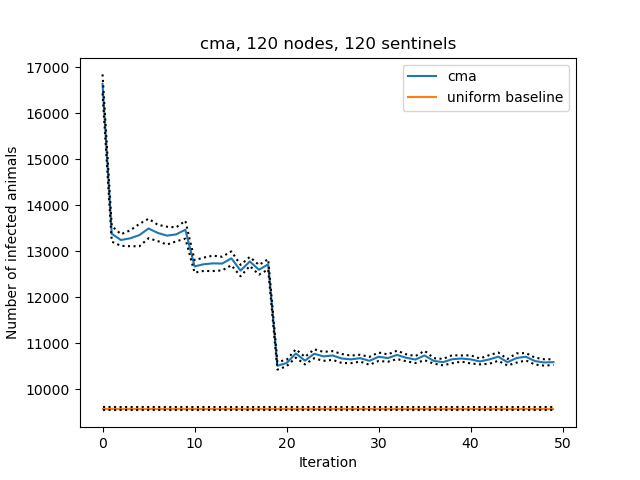 cma, 120 nodes, 120 sentinels
17000
16000
15000
14000
13000
12000
11000
10000
Number of infected animals
cma
uniform baseline
0 10 20 30 40 50
Iteration